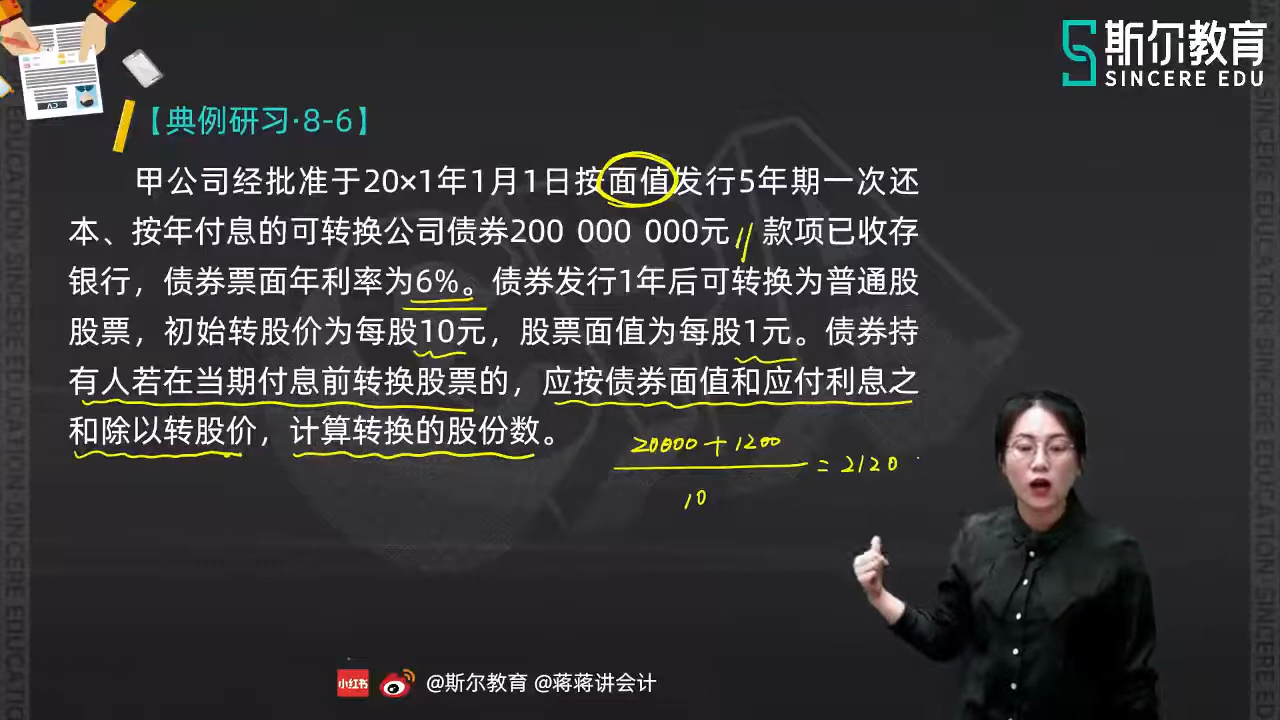 斯尔教育
SINCERE EDU
【典例研习·8-6】
甲公司经批准于20×1年1月1日按面值发行5年期一次还
本、按年付息的可转换公司债券200 000 000元，款项已收存
银行，债券票面年利率为6%。债券发行1年后可转换为普通股
股票，初始转股价为每股10元，股票面值为每股1元。债券持
有人若在当期付息前转换股票的，应按债券面值和应付利息之
和除以转股价，计算转换的股份数。
20000+1200
= 2120
10
小红书 @斯尔教育 @蒋蒋讲会计